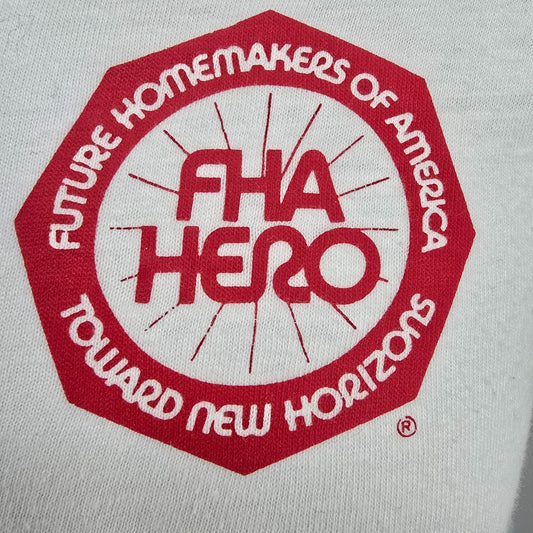 FUTURE HOMEMAKERS OF AMERICA
FHA
HERO
TOWARD NEW HORIZONS
®